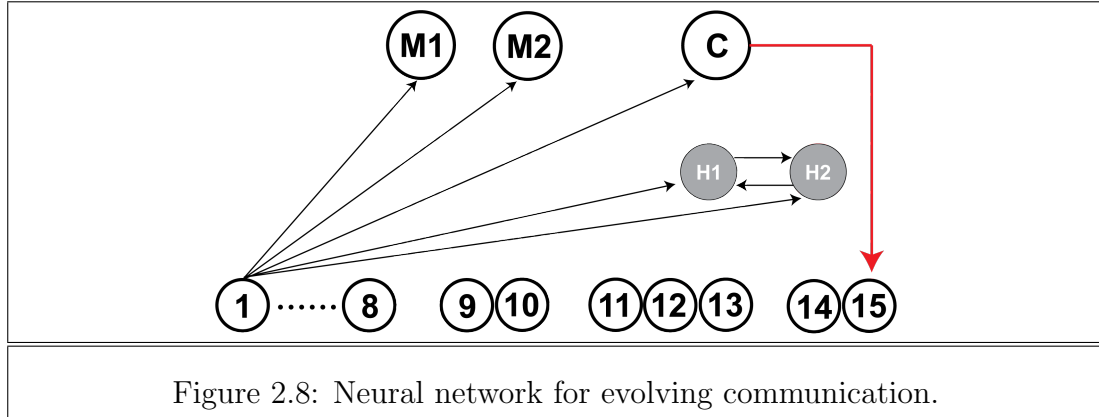 M1 M2 C
H1 H2
1 ...... 8 9 10 11 12 13 14 15
Figure 2.8: Neural network for evolving communication.